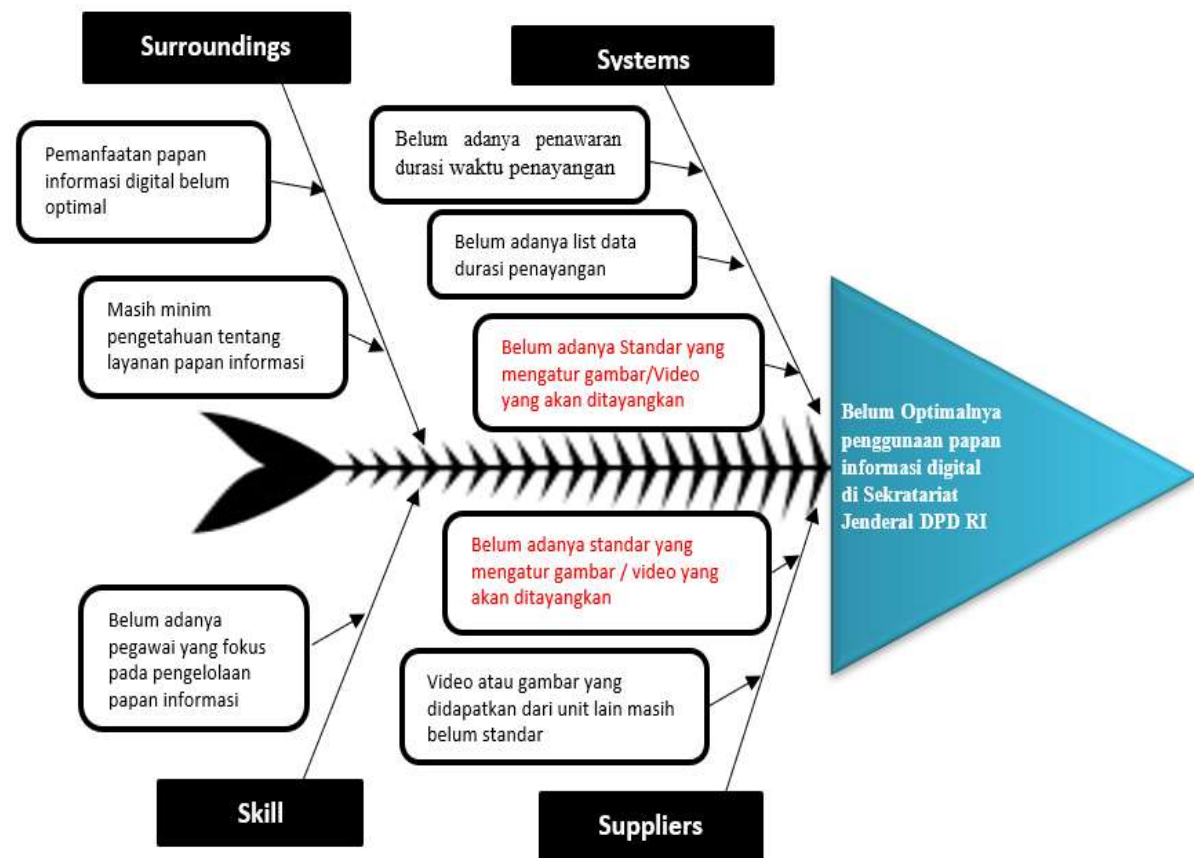 Surroundings
Systems
Pemanfaatan papan
informasi digital belum
optimal
Belum adanya penawaran
durasi waktu penayangan
Belum adanya list data
durasi penayangan
Masih minim
pengetahuan tentang
layanan papan informasi
Belum adanya Standar yang
mengatur gambar/Video
yang akan ditayangkan
Belum Optimalnya
penggunaan papan
informasi digital
di Sekratariat
Jenderal DPD RI
Belum adanya standar yang
mengatur gambar / video yang
akan ditayangkan
Belum adanya
pegawai yang fokus
pada pengelolaan
papan informasi
Video atau gambar yang
didapatkan dari unit lain masih
belum standar
Skill
Suppliers